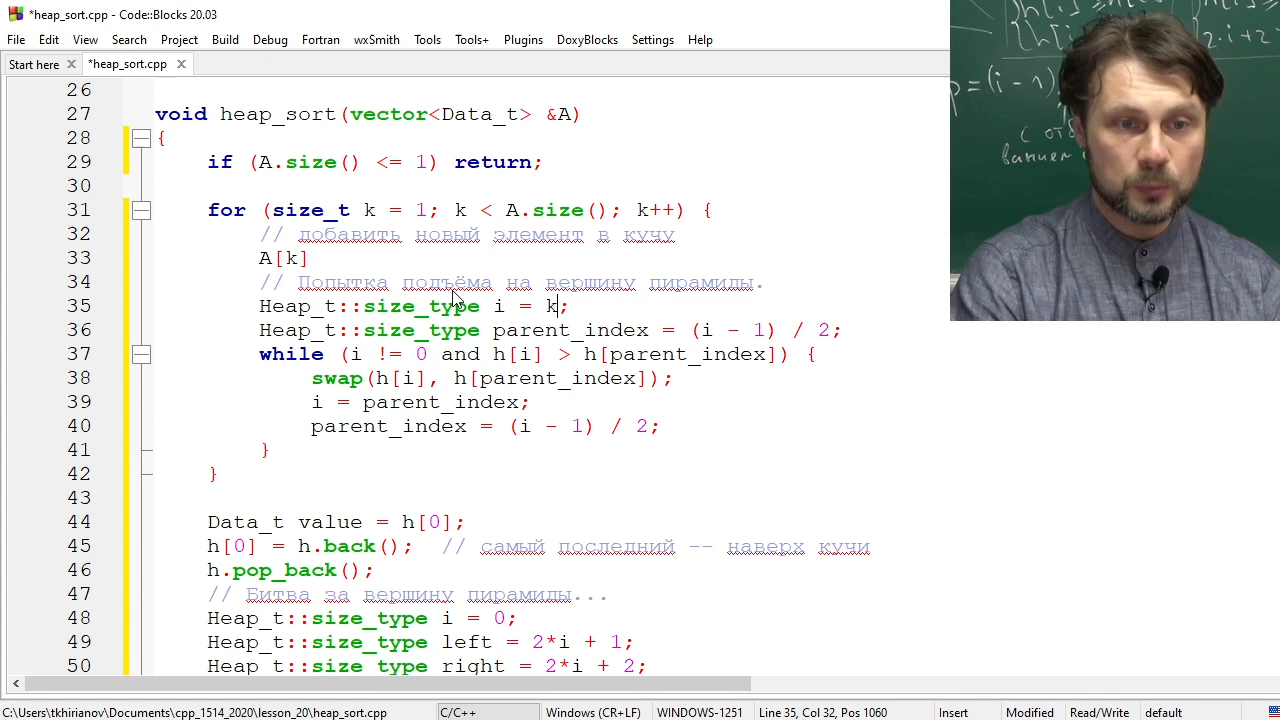 *heap_sort.cpp - Code::Blocks 20.03
File Edit View Search Project Build Debug Fortran wxSmith Tools Tools+ Plugins DoxyBlocks Settings Help
Start here *heap_sort.cpp
26
27 void heap_sort(vector<Data_t> &A)
28 {
29 if (A.size() <= 1) return;
30
31 for (size_t k = 1; k < A.size(); k++) {
32 // добавить новый элемент в кучу
33 A[k]
34 // Попытка подъёма на вершину пирамиды.
35 Heap_t::size_type i = k;
36 Heap_t::size_type parent_index = (i - 1) / 2;
37 while (i != 0 and h[i] > h[parent_index]) {
38 swap(h[i], h[parent_index]);
39 i = parent_index;
40 parent_index = (i - 1) / 2;
41 }
42 }
43
44 Data_t value = h[0];
45 h[0] = h.back(); // самый последний -- наверх кучи
46 h.pop_back();
47 // Битва за вершину пирамиды...
48 Heap_t::size_type i = 0;
49 Heap_t::size_type left = 2*i + 1;
50 Heap_t::size_type right = 2*i + 2;
C:\Users\tkhirianov\Documents\cpp_1514_2020\lesson_20\heap_sort.cpp C/C++ Windows (CR+LF) WINDOWS-1251 Line 35, Col 32, Pos 1060 Insert Modified Read/Write default
2·i+2
p=(i-1)